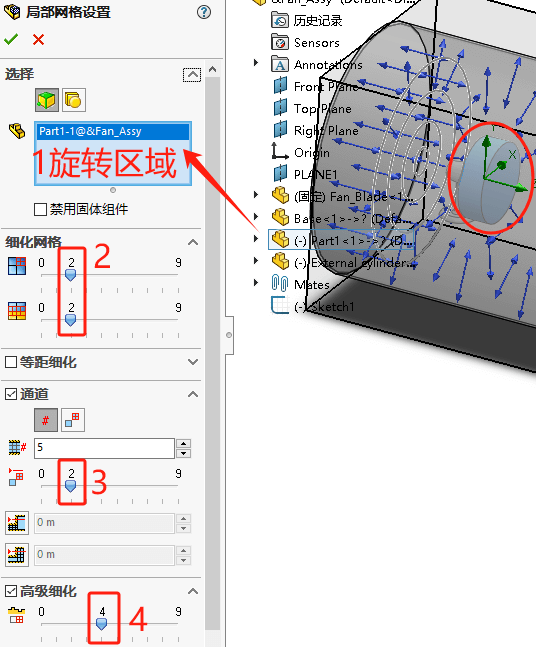 局部网格设置
选择
Part1-1@&Fan_Assy
1旋转区域
禁用固体组件
细化网格
0 2 9
2
0 2 9
等距细化
通道
# 
# 5
0 2 9
3
0 m
0 m
高级细化
0 4 9
4
&Fan_Assy (Default<Di...
历史记录
Sensors
Annotations
Front Plane
Top Plane
Right Plane
Origin
PLANE1
(固定) Fan_Blade<1...
Base<1>->? (Defa...
(-) Part1<1>->? (D...
(-) External cylinder...
Mates
(-) Sketch1
X